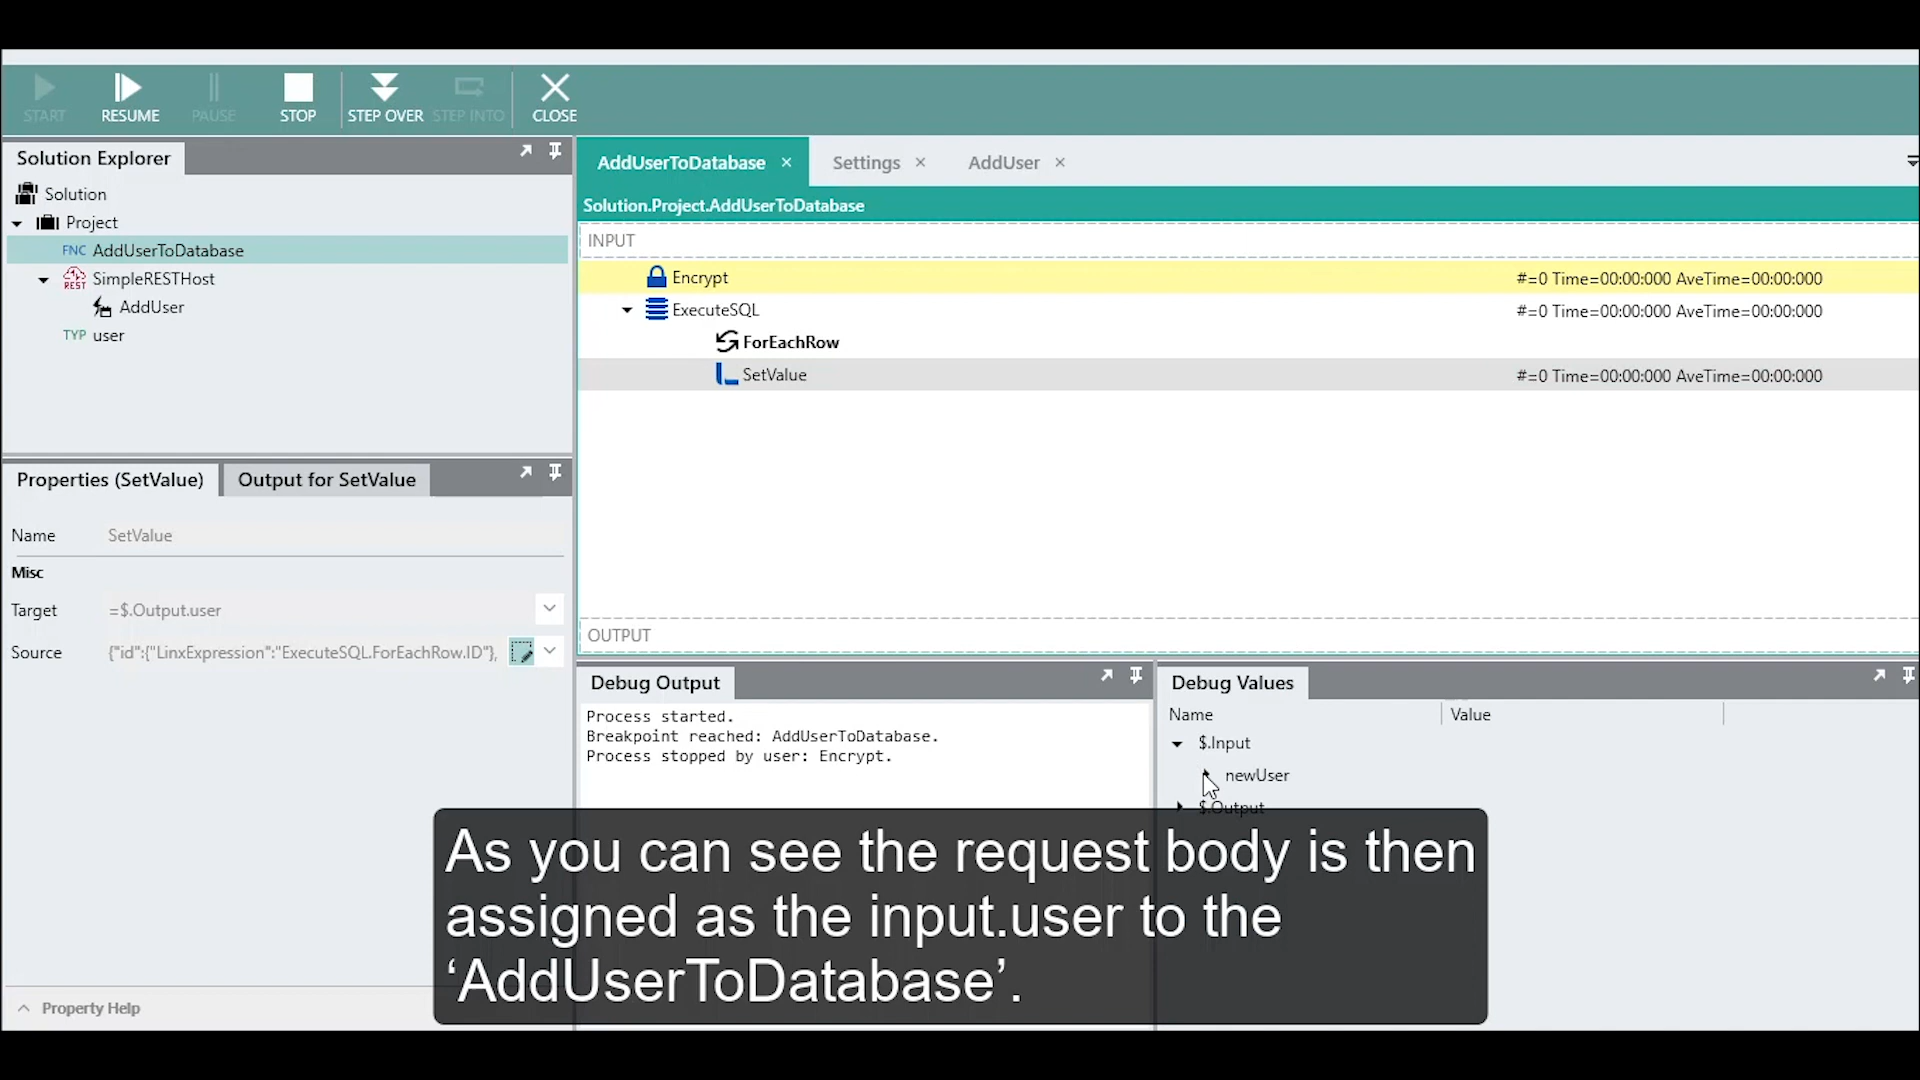 START RESUME PAUSE STOP STEP OVER STEP INTO CLOSE
Solution Explorer
Solution
Project
FNC AddUserToDatabase
REST SimpleRESTHost
AddUser
TYP user
Properties (SetValue) Output for SetValue
Name SetValue
Misc
Target =$.Output.user
Source {"id":{"LinxExpression":"ExecuteSQL.ForEachRow.ID"},
Property Help
AddUserToDatabase Settings AddUser
Solution.Project.AddUserToDatabase
INPUT
Encrypt #=0 Time=00:00:000 AveTime=00:00:000
ExecuteSQL #=0 Time=00:00:000 AveTime=00:00:000
ForEachRow
SetValue #=0 Time=00:00:000 AveTime=00:00:000
OUTPUT
Debug Output
Process started.
Breakpoint reached: AddUserToDatabase.
Process stopped by user: Encrypt.
Debug Values
Name Value
$.Input
newUser
$.Output
As you can see the request body is then
assigned as the input.user to the
‘AddUserToDatabase’.